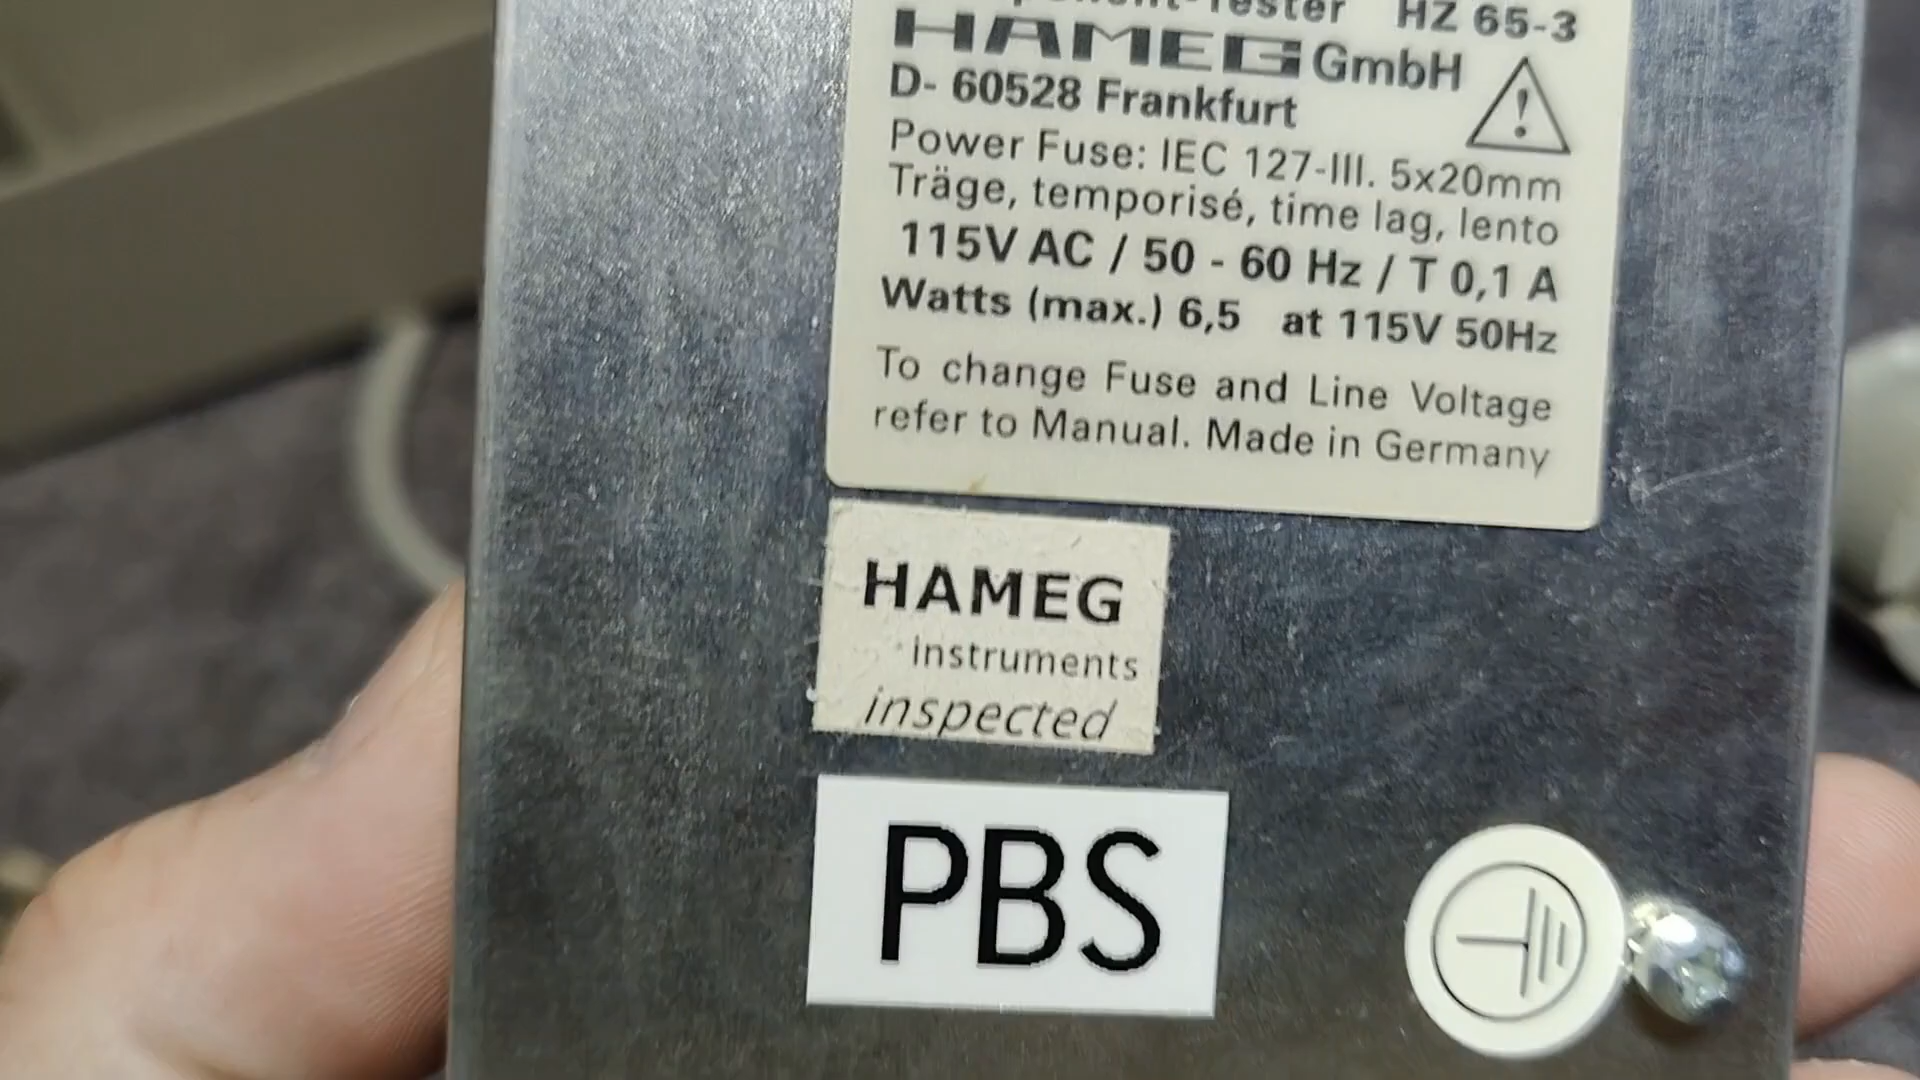 Tester HZ 65-3
HAMEG GmbH
D- 60528 Frankfurt
Power Fuse: IEC 127-III. 5x20mm
Träge, temporisé, time lag, lento
115V AC / 50 - 60 Hz / T 0,1 A
Watts (max.) 6,5 at 115V 50Hz
To change Fuse and Line Voltage
refer to Manual. Made in Germany
HAMEG
instruments
inspected
PBS